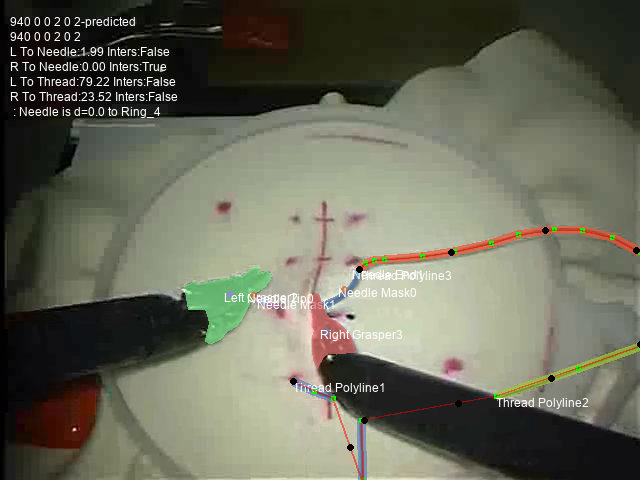 940 0 0 2 0 2-predicted
940 0 0 2 0 2
L To Needle:1.99 Inters:False
R To Needle:0.00 Inters:True
L To Thread:79.22 Inters:False
R To Thread:23.52 Inters:False
: Needle is d=0.0 to Ring_4
Thread Polyline3
Needle Mask0
Needle Mask1
Right Grasper3
Thread Polyline1
Thread Polyline2